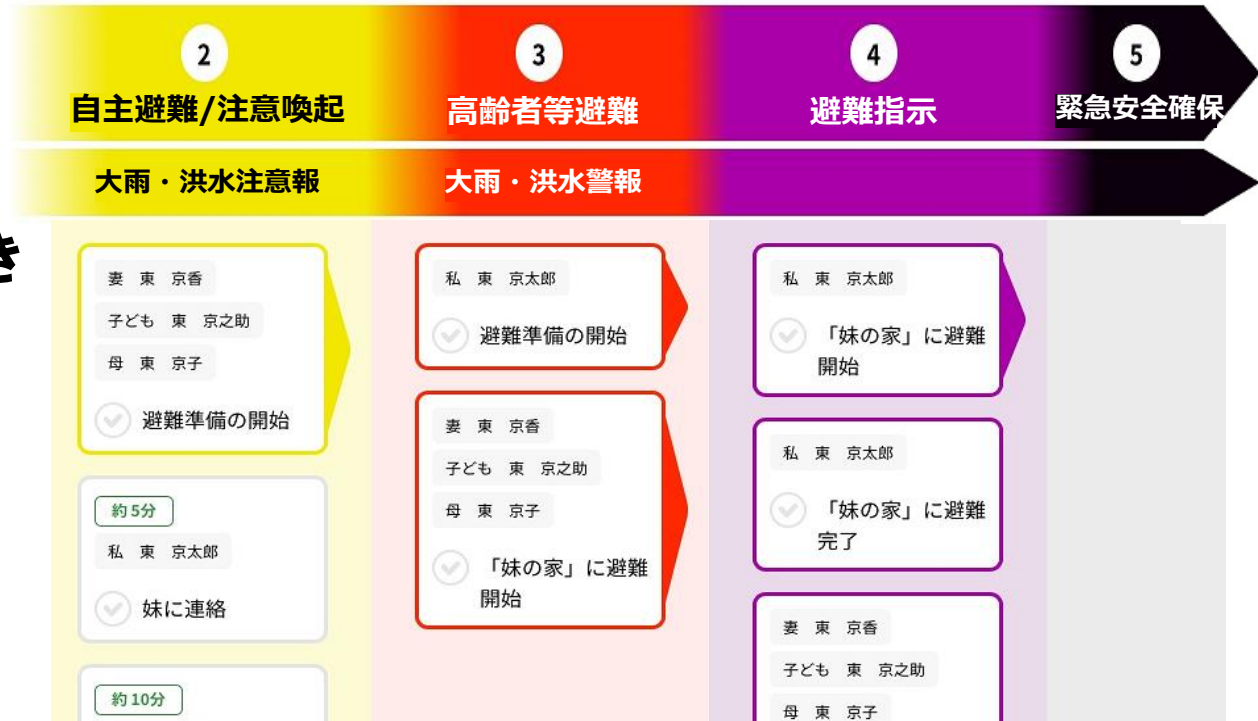 2
自主避難/注意喚起
3
高齢者等避難
4
避難指示
5
緊急安全確保
大雨・洪水注意報
大雨・洪水警報
き
妻 東 京香
子ども 東 京之助
母 東 京子
避難準備の開始
約5分
私 東 京太郎
妹に連絡
約10分
私 東 京太郎
避難準備の開始
妻 東 京香
子ども 東 京之助
母 東 京子
「妹の家」に避難
開始
私 東 京太郎
「妹の家」に避難
開始
私 東 京太郎
「妹の家」に避難
完了
妻 東 京香
子ども 東 京之助
母 東 京子